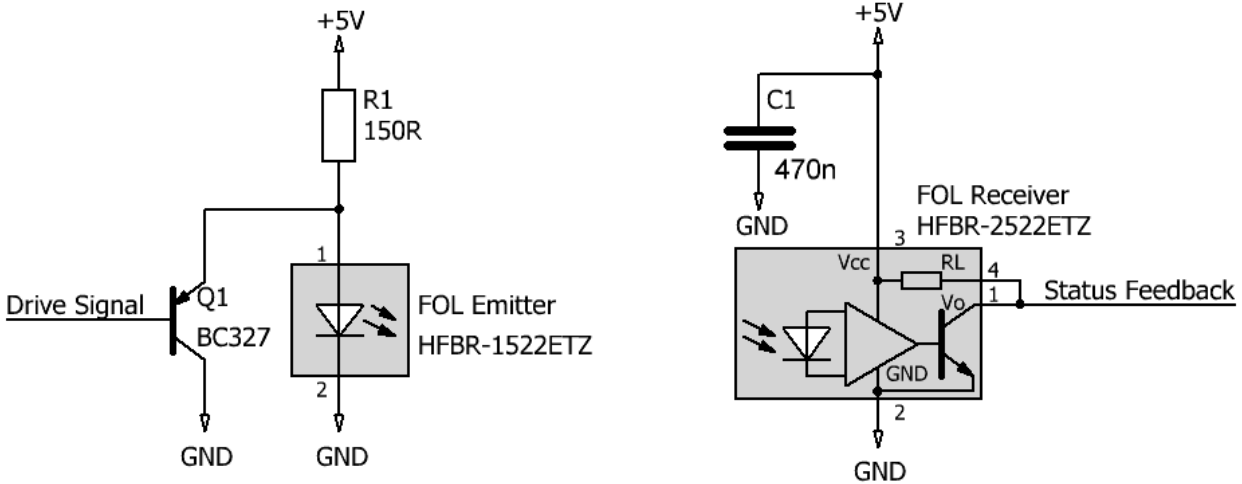 +5V
R1
150R
1
Drive Signal
Q1
BC327
FOL Emitter
HFBR-1522ETZ
2
GND
GND
+5V
C1
470n
GND
FOL Receiver
HFBR-2522ETZ
3
Vcc
RL
4
Vo
1
Status Feedback
GND
2
GND